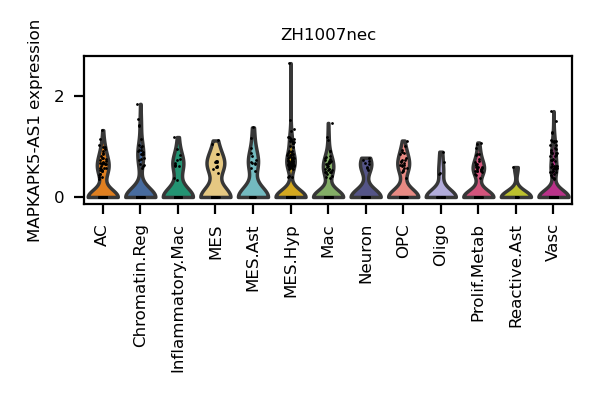 ZH1007nec
MAPKAPK5-AS1 expression
2
0
AC
Chromatin.Reg
Inflammatory.Mac
MES
MES.Ast
MES.Hyp
Mac
Neuron
OPC
Oligo
Prolif.Metab
Reactive.Ast
Vasc